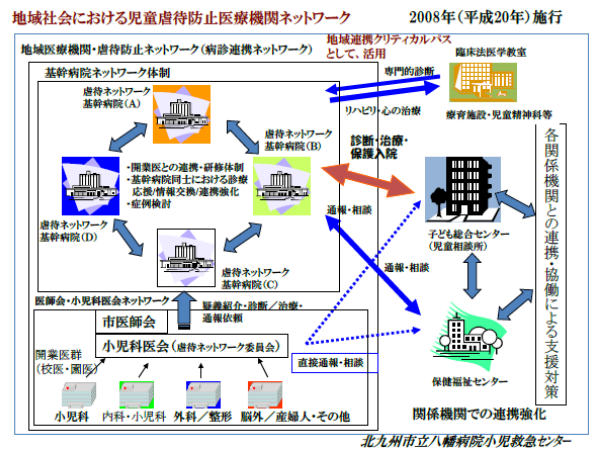 地域社会における児童虐待防止医療機関ネットワーク
2008年(平成20年)施行
地域医療機関・虐待防止ネットワーク(病診連携ネットワーク)
地域連携クリティカルパス
として、活用
臨床法医学教室
基幹病院ネットワーク体制
専門的診断
虐待ネットワーク
基幹病院(A)
リハビリ・心の治療
療育施設・児童精神科等
虐待ネットワーク
基幹病院(B)
診断・治療・
保護入院
・開業医との連携・研修体制
・基幹病院同士における診療
応援/情報交換/連携強化
・症例検討
各関係機関との連携・協働による支援対策
通報・相談
虐待ネットワーク
基幹病院(D)
子ども総合センター
(児童相談所)
虐待ネットワーク
基幹病院(C)
通報・相談
医師会・小児科医会ネットワーク
疑義紹介・診断/治療・
通報依頼
市医師会
小児科医会(虐待ネットワーク委員会)
開業医群
(校医・園医)
直接通報・相談
保健福祉センター
小児科
内科・小児科
外科/整形
脳外/産婦人・その他
関係機関での連携強化
北九州市立八幡病院小児救急センター